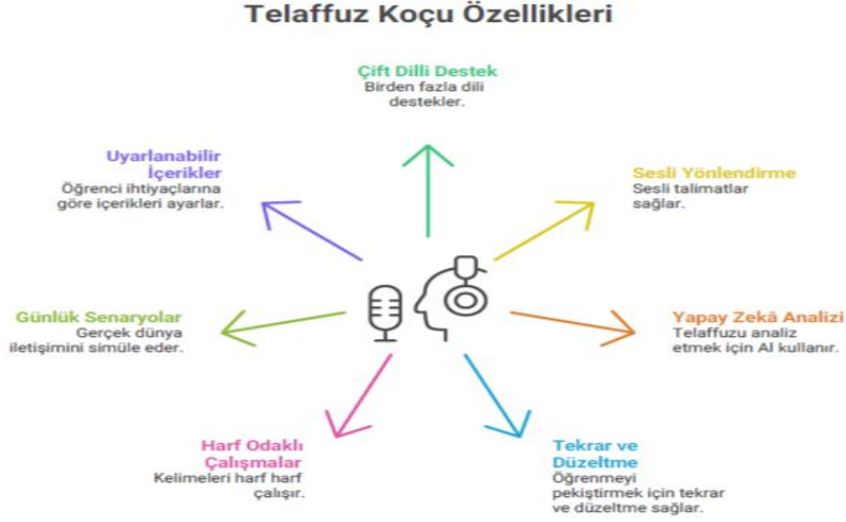 Telaffuz Koçu Özellikleri
Çift Dilli Destek
Birden fazla dili
destekler.
Uyarlanabilir
İçerikler
Öğrenci ihtiyaçlarına
göre içerikleri ayarlar.
Sesli Yönlendirme
Sesli talimatlar
sağlar.
Günlük Senaryolar
Gerçek dünya
iletişimini simüle eder.
Yapay Zekâ Analizi
Telaffuzu analiz
etmek için AI kullanır.
Harf Odaklı
Çalışmalar
Kelimeleri harf harf
çalışır.
Tekrar ve
Düzeltme
Öğrenmeyi
pekiştirmek için tekrar
ve düzeltme sağlar.